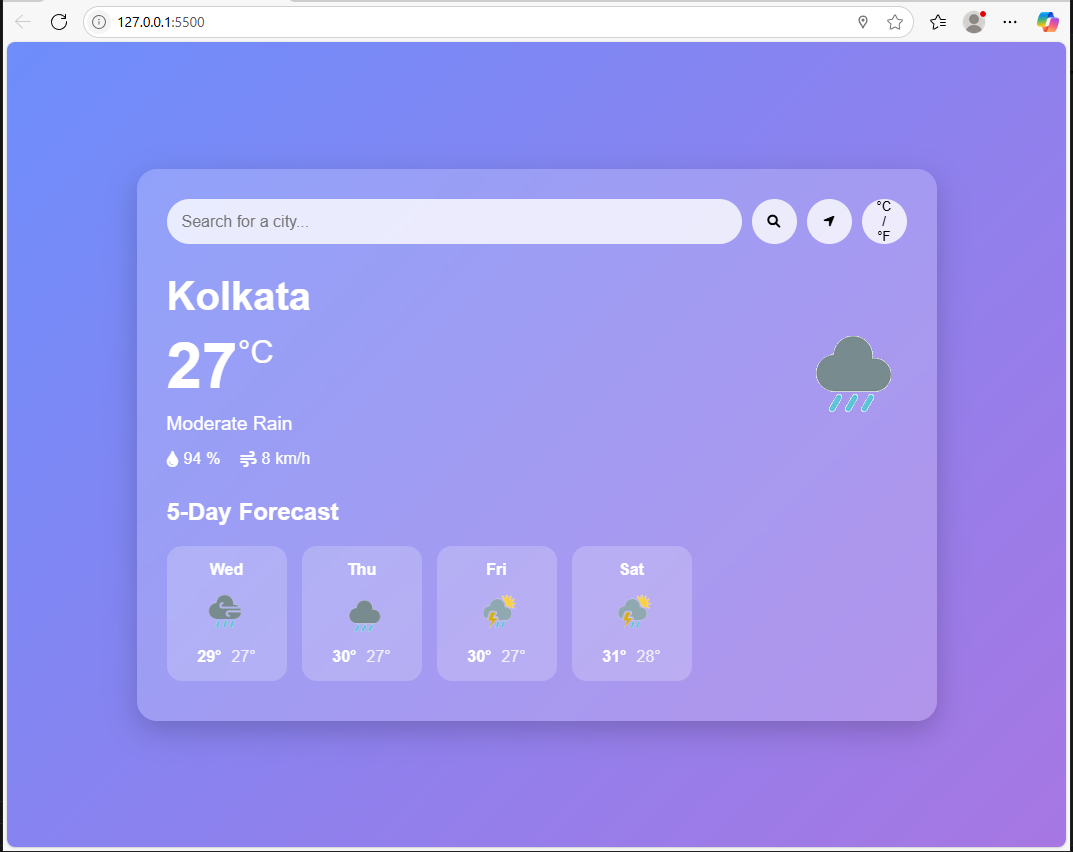 127.0.0.1:5500
Search for a city...
°C
/
°F
Kolkata
27°C
Moderate Rain
94 % 8 km/h
5-Day Forecast
Wed Thu Fri Sat
29° 27° 30° 27° 30° 27° 31° 28°